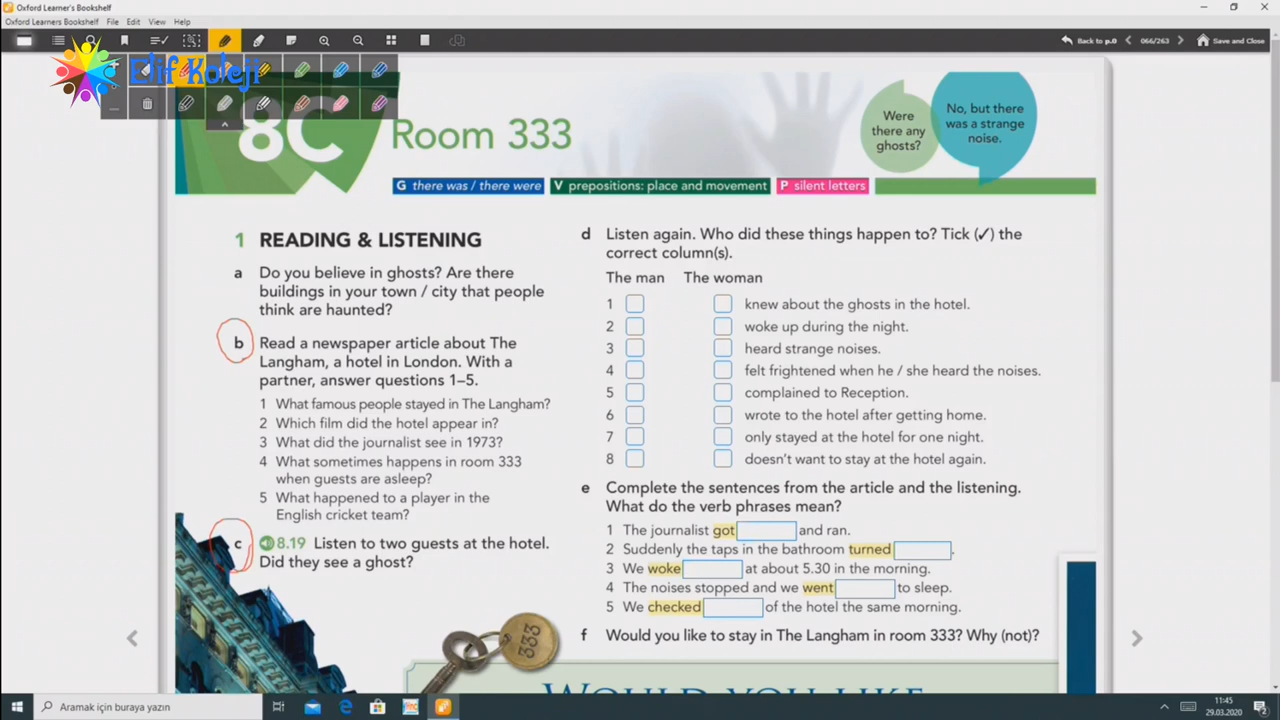 Oxford Learner's Bookshelf
Oxford Learners Bookshelf File Edit View Help
Back to p.0 066/263 Save and Close
Elif Koleji
8C Room 333
Were there any ghosts?
No, but there was a strange noise.
G there was / there were V prepositions: place and movement P silent letters
1 READING & LISTENING
a Do you believe in ghosts? Are there
buildings in your town / city that people
think are haunted?
b Read a newspaper article about The
Langham, a hotel in London. With a
partner, answer questions 1–5.
1 What famous people stayed in The Langham?
2 Which film did the hotel appear in?
3 What did the journalist see in 1973?
4 What sometimes happens in room 333
when guests are asleep?
5 What happened to a player in the
English cricket team?
c 8.19 Listen to two guests at the hotel.
Did they see a ghost?
d Listen again. Who did these things happen to? Tick (✓) the
correct column(s).
The man The woman
1 knew about the ghosts in the hotel.
2 woke up during the night.
3 heard strange noises.
4 felt frightened when he / she heard the noises.
5 complained to Reception.
6 wrote to the hotel after getting home.
7 only stayed at the hotel for one night.
8 doesn't want to stay at the hotel again.
e Complete the sentences from the article and the listening.
What do the verb phrases mean?
1 The journalist got and ran.
2 Suddenly the taps in the bathroom turned .
3 We woke at about 5.30 in the morning.
4 The noises stopped and we went to sleep.
5 We checked of the hotel the same morning.
f Would you like to stay in The Langham in room 333? Why (not)?
333
WOULD YOU LIKE
Aramak için buraya yazın
11:45
29.03.2020
2